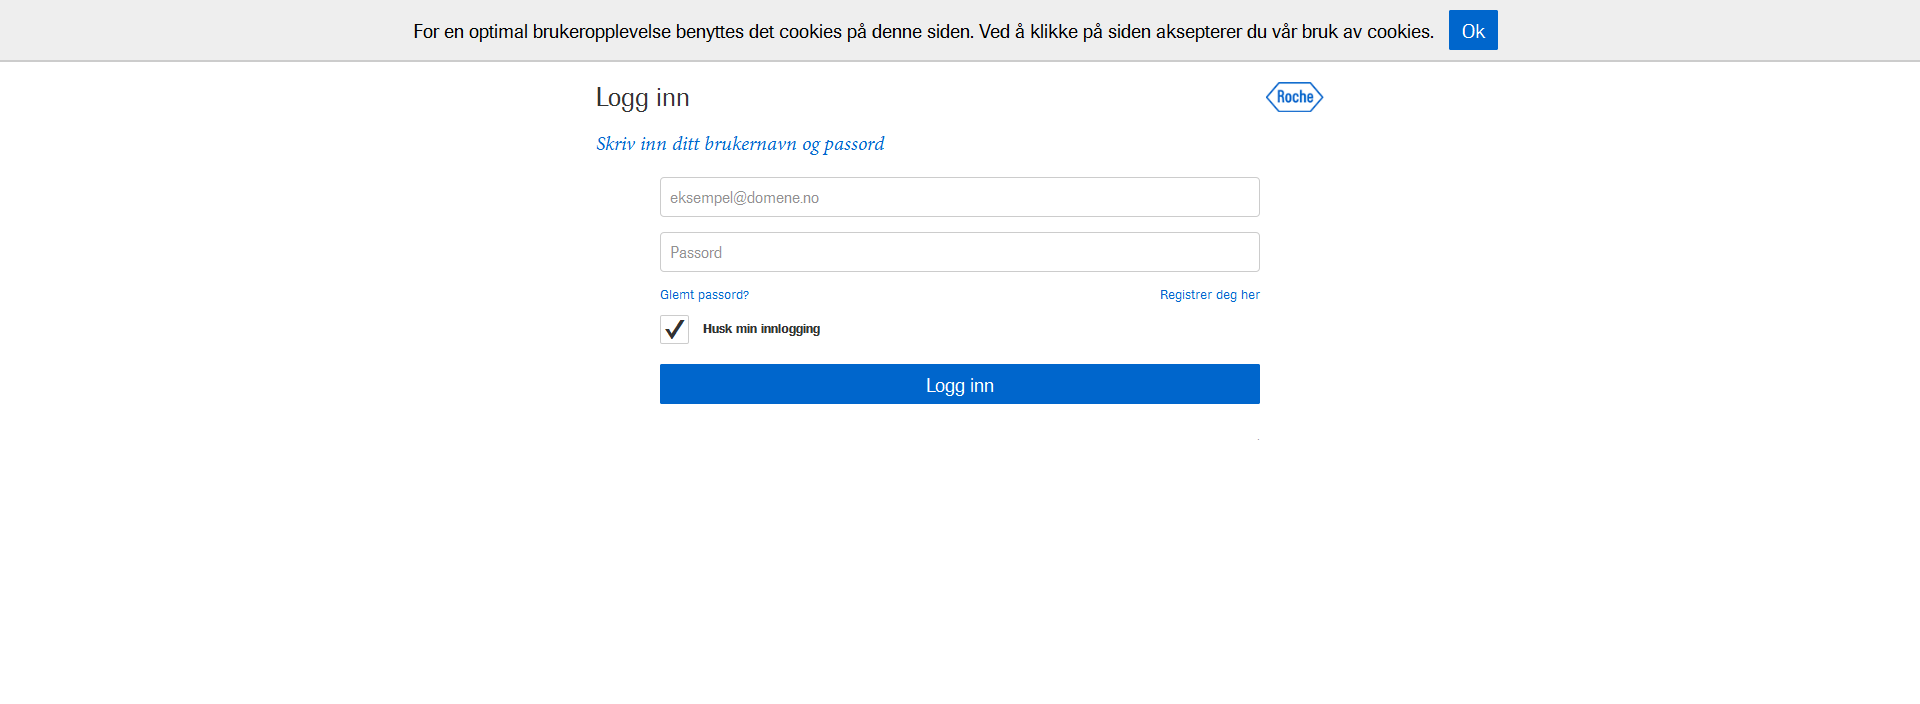 For en optimal brukeropplevelse benyttes det cookies på denne siden. Ved å klikke på siden aksepterer du vår bruk av cookies. Ok
Logg inn
Roche
Skriv inn ditt brukernavn og passord
eksempel@domene.no
Passord
Glemt passord? Registrer deg her
Husk min innlogging
Logg inn
.